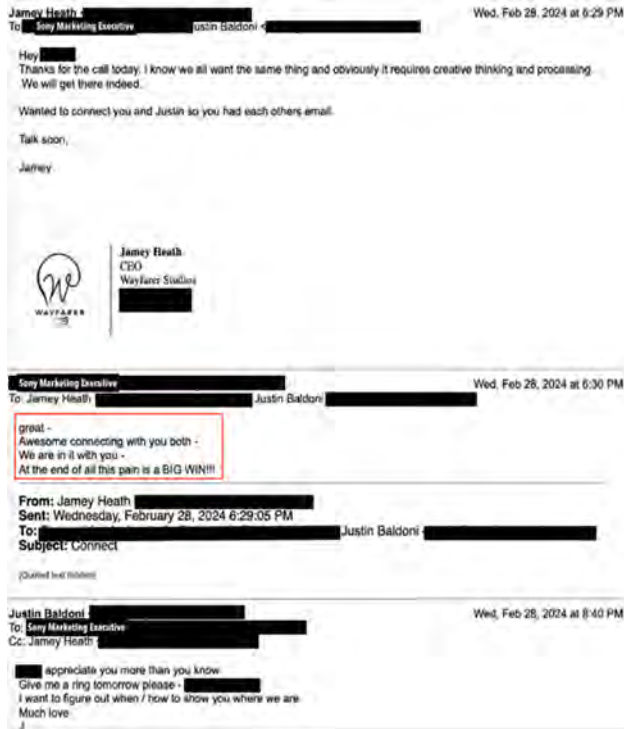 Jamey Heath <
Wed, Feb 28, 2024 at 6:29 PM
To: Sony Marketing Executive Justin Baldoni <
Hey
Thanks for the call today. I know we all want the same thing and obviously it requires creative thinking and processing.
We will get there indeed.
Wanted to connect you and Justin so you had each others email.
Talk soon,
Jamey
W
WAYFARER
Jamey Heath
CEO
Wayfarer Studios
Sony Marketing Executive
Wed, Feb 28, 2024 at 6:30 PM
To: Jamey Heath Justin Baldoni
great -
Awesome connecting with you both -
We are in it with you -
At the end of all this pain is a BIG WIN!!!
From: Jamey Heath
Sent: Wednesday, February 28, 2024 6:29:05 PM
To: Justin Baldoni <
Subject: Connect
[Quoted text hidden]
Justin Baldoni <
Wed, Feb 28, 2024 at 8:40 PM
To: Sony Marketing Executive
Cc: Jamey Heath <
appreciate you more than you know
Give me a ring tomorrow please -
I want to figure out when / how to show you where we are
Much love
J